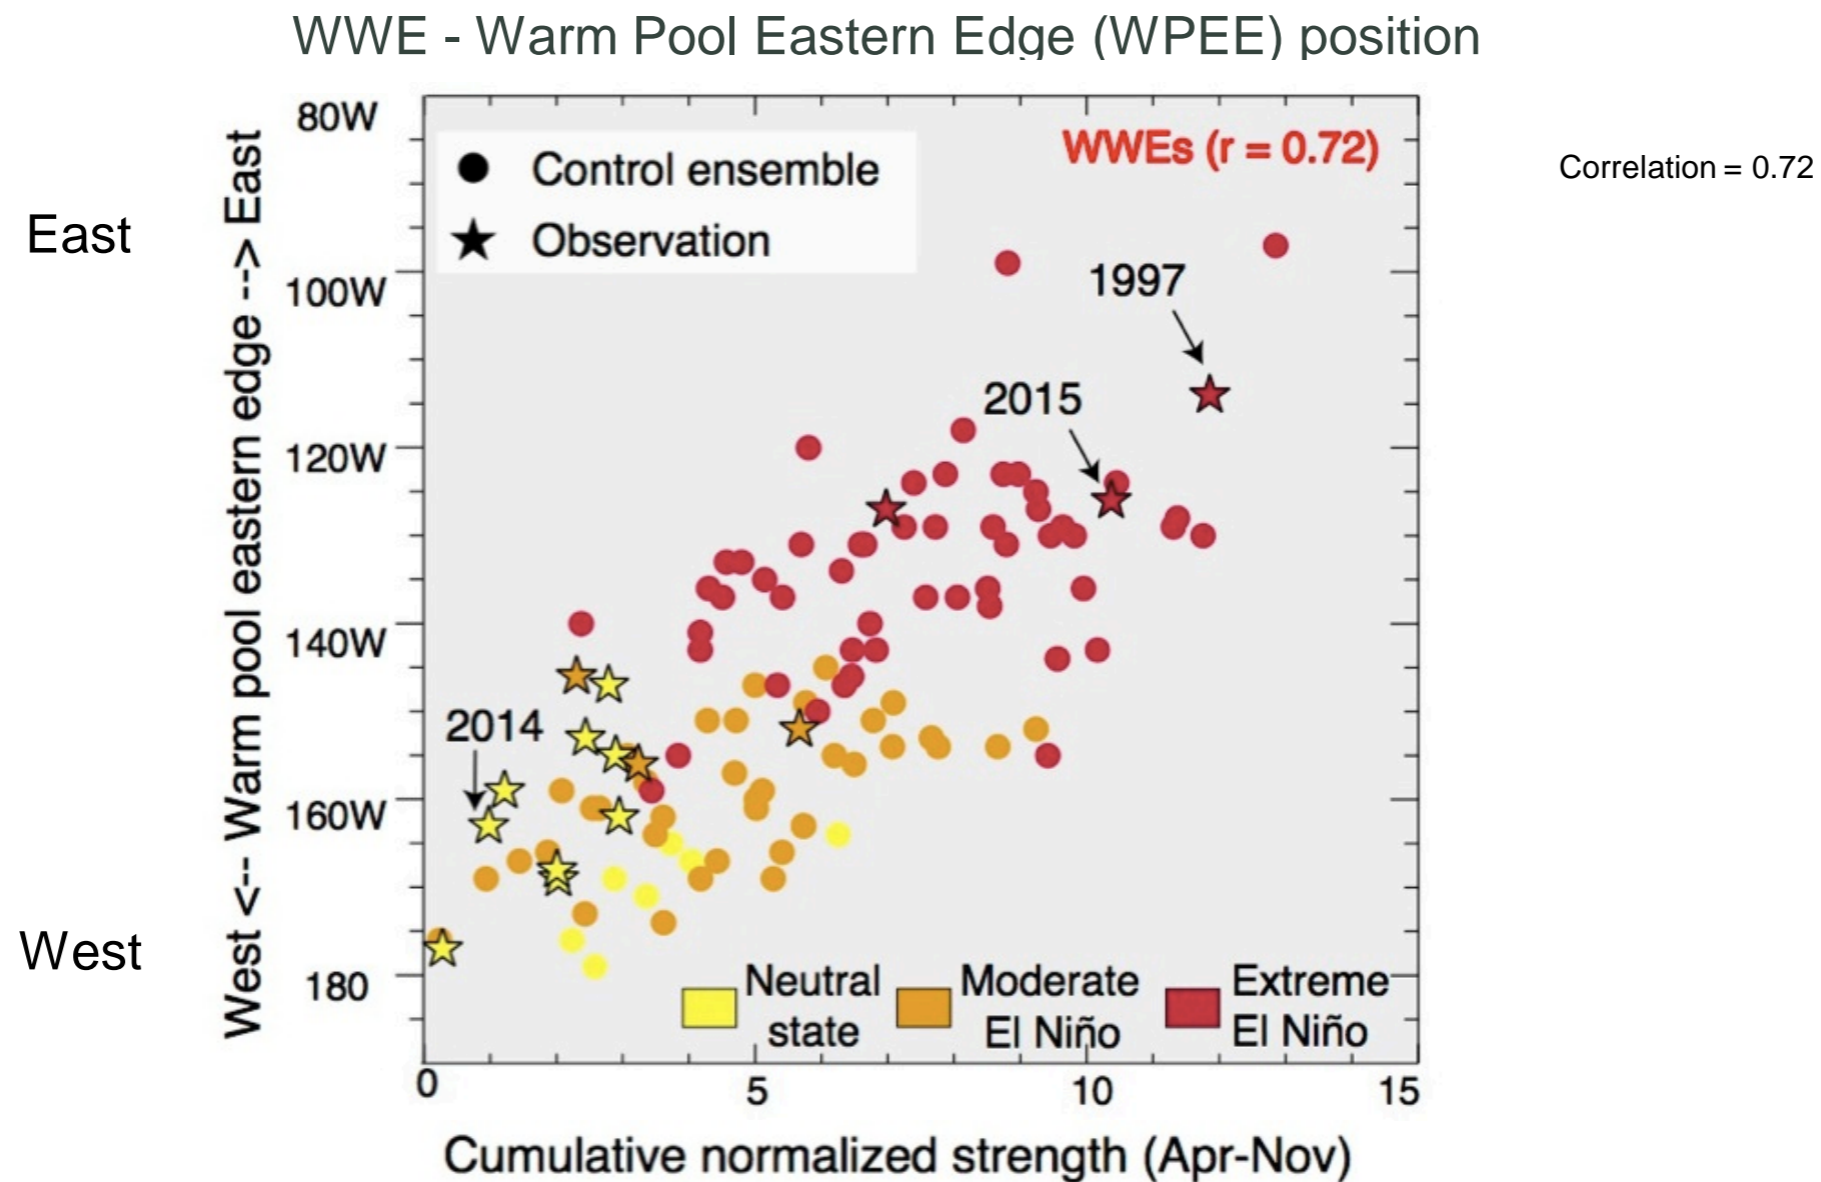 WWE - Warm Pool Eastern Edge (WPEE) position
80W
WWEs (r = 0.72)
Correlation = 0.72
Control ensemble
Observation
East
West <-- Warm pool eastern edge --> East
100W
1997
2015
120W
140W
2014
160W
West
180
Neutral
state
Moderate
El Niño
Extreme
El Niño
0
5
10
15
Cumulative normalized strength (Apr-Nov)